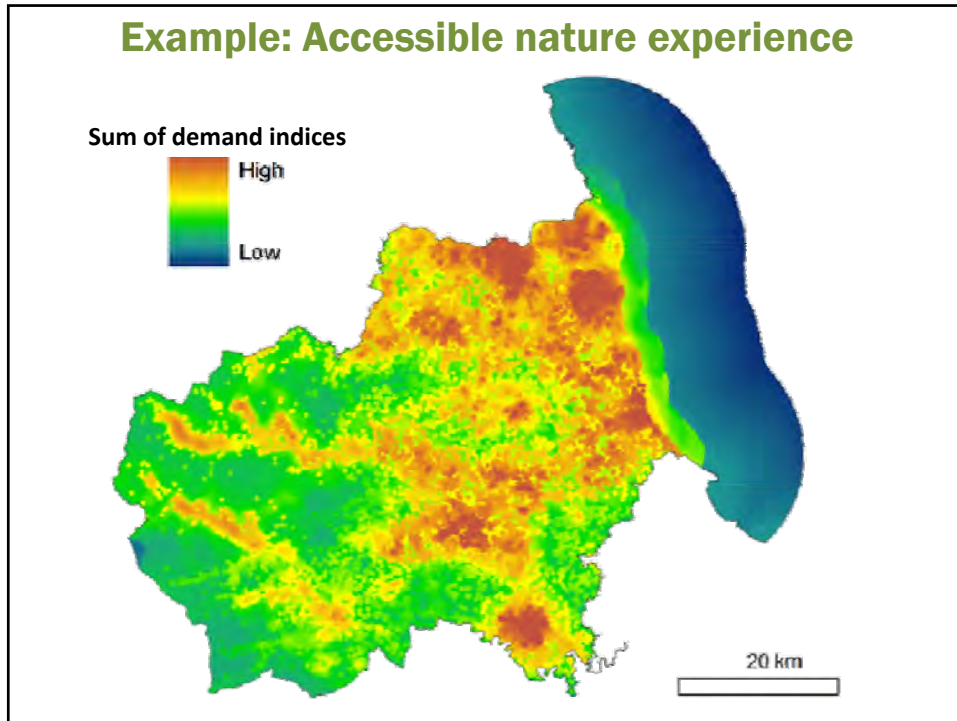 Example: Accessible nature experience
Sum of demand indices
High
Low
20 km